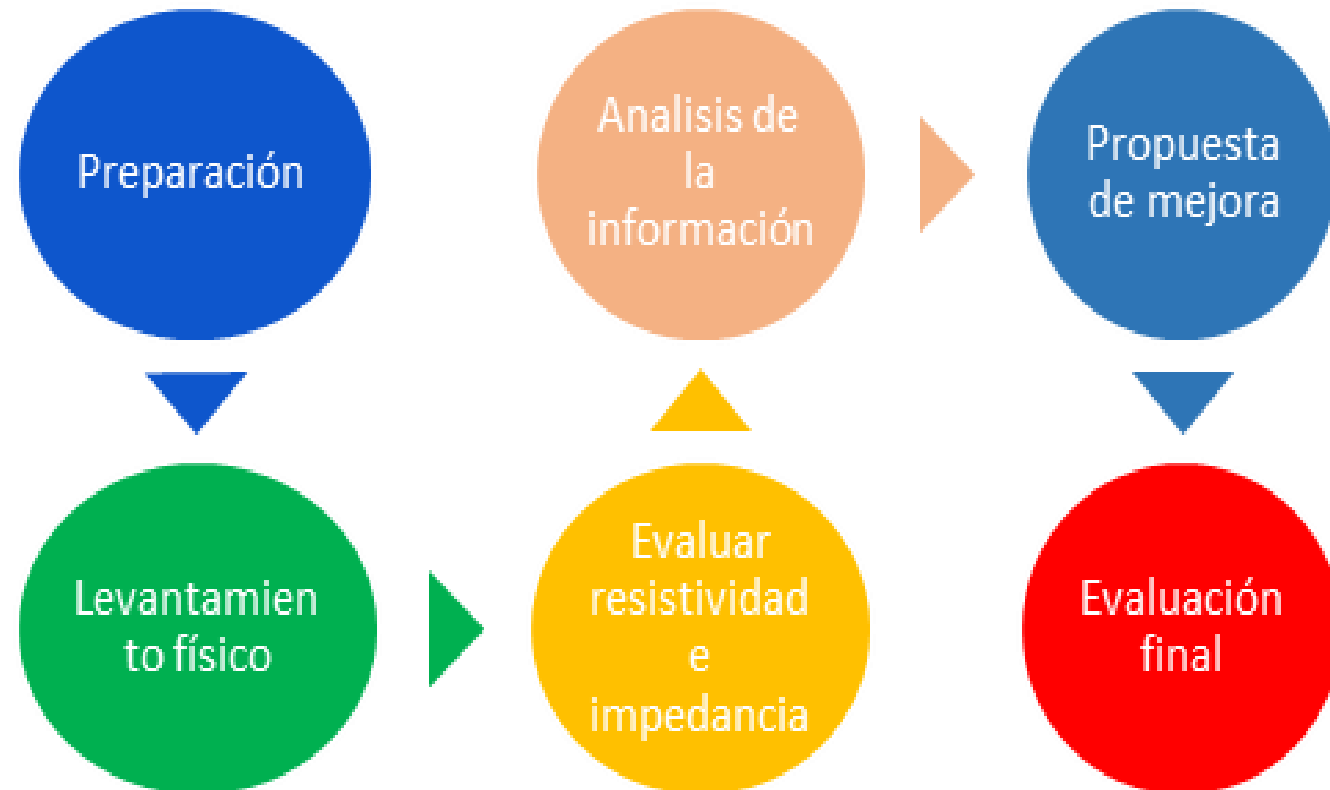 Preparación
Levantamien
to físico
Evaluar
resistividad
e
impedancia
Analisis de
la
información
Propuesta
de mejora
Evaluación
final